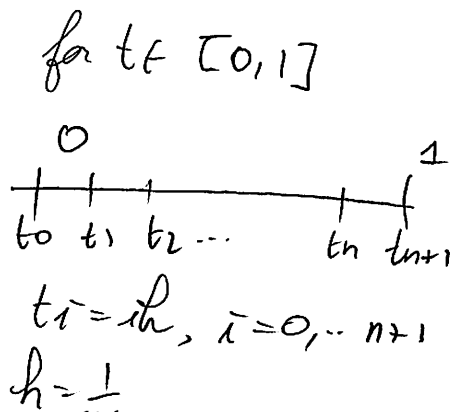 for t ∈ [0,1]
0 1
t0 t1 t2 ... tn tn+1
ti = ih, i = 0,.. n+1
h = 1